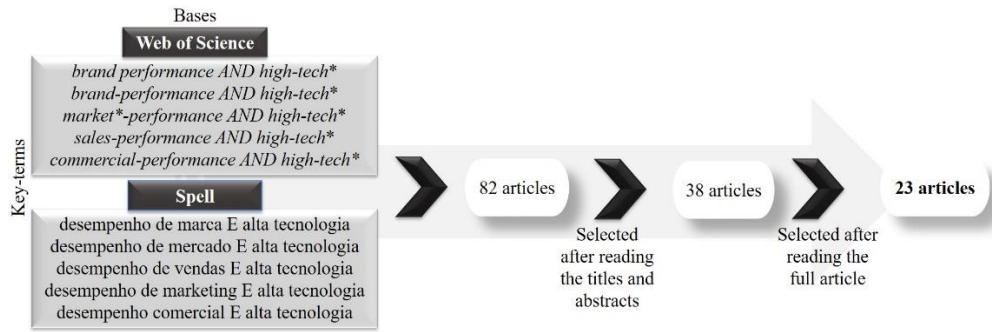 Bases
Web of Science
brand performance AND high-tech*
brand-performance AND high-tech*
market*-performance AND high-tech*
sales-performance AND high-tech*
commercial-performance AND high-tech*
Key-terms
Spell
desempenho de marca E alta tecnologia
desempenho de mercado E alta tecnologia
desempenho de vendas E alta tecnologia
desempenho de marketing E alta tecnologia
desempenho comercial E alta tecnologia
82 articles
Selected
after reading
the titles and
abstracts
38 articles
Selected after
reading the
full article
23 articles